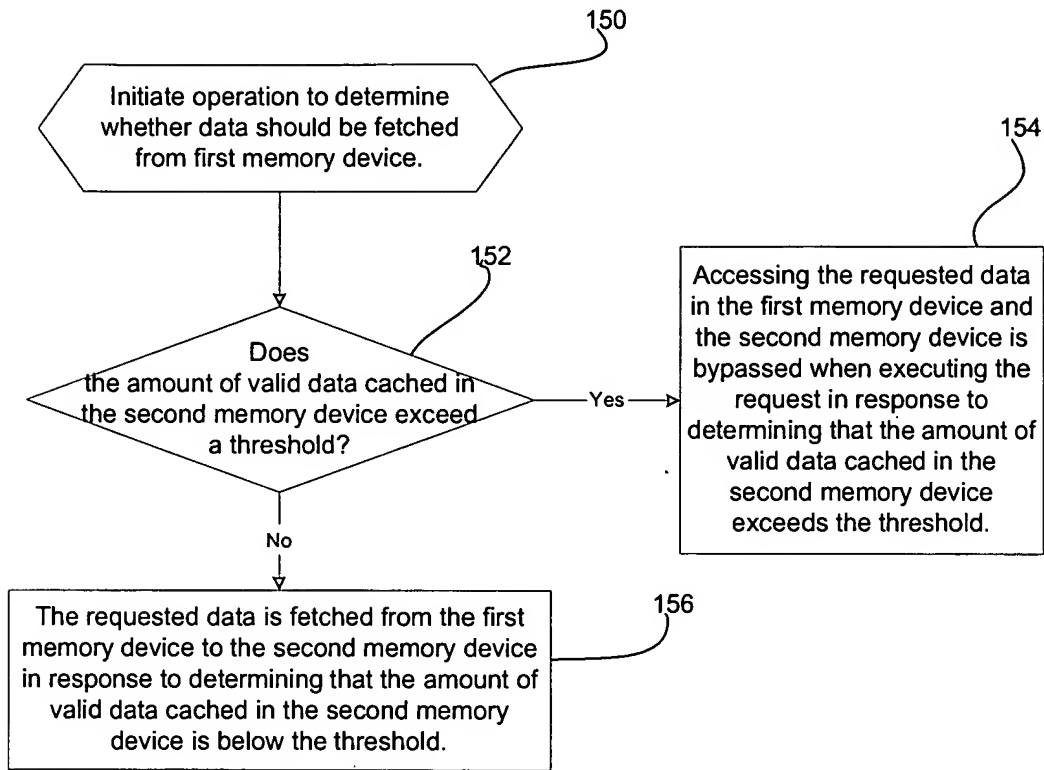 150
Initiate operation to determine
whether data should be fetched
from first memory device.
154
152
Accessing the requested data
in the first memory device and
the second memory device is
bypassed when executing the
request in response to
determining that the amount of
valid data cached in the
second memory device
exceeds the threshold.
Does
the amount of valid data cached in
the second memory device exceed
a threshold?
Yes
No
156
The requested data is fetched from the first
memory device to the second memory device
in response to determining that the amount of
valid data cached in the second memory
device is below the threshold.